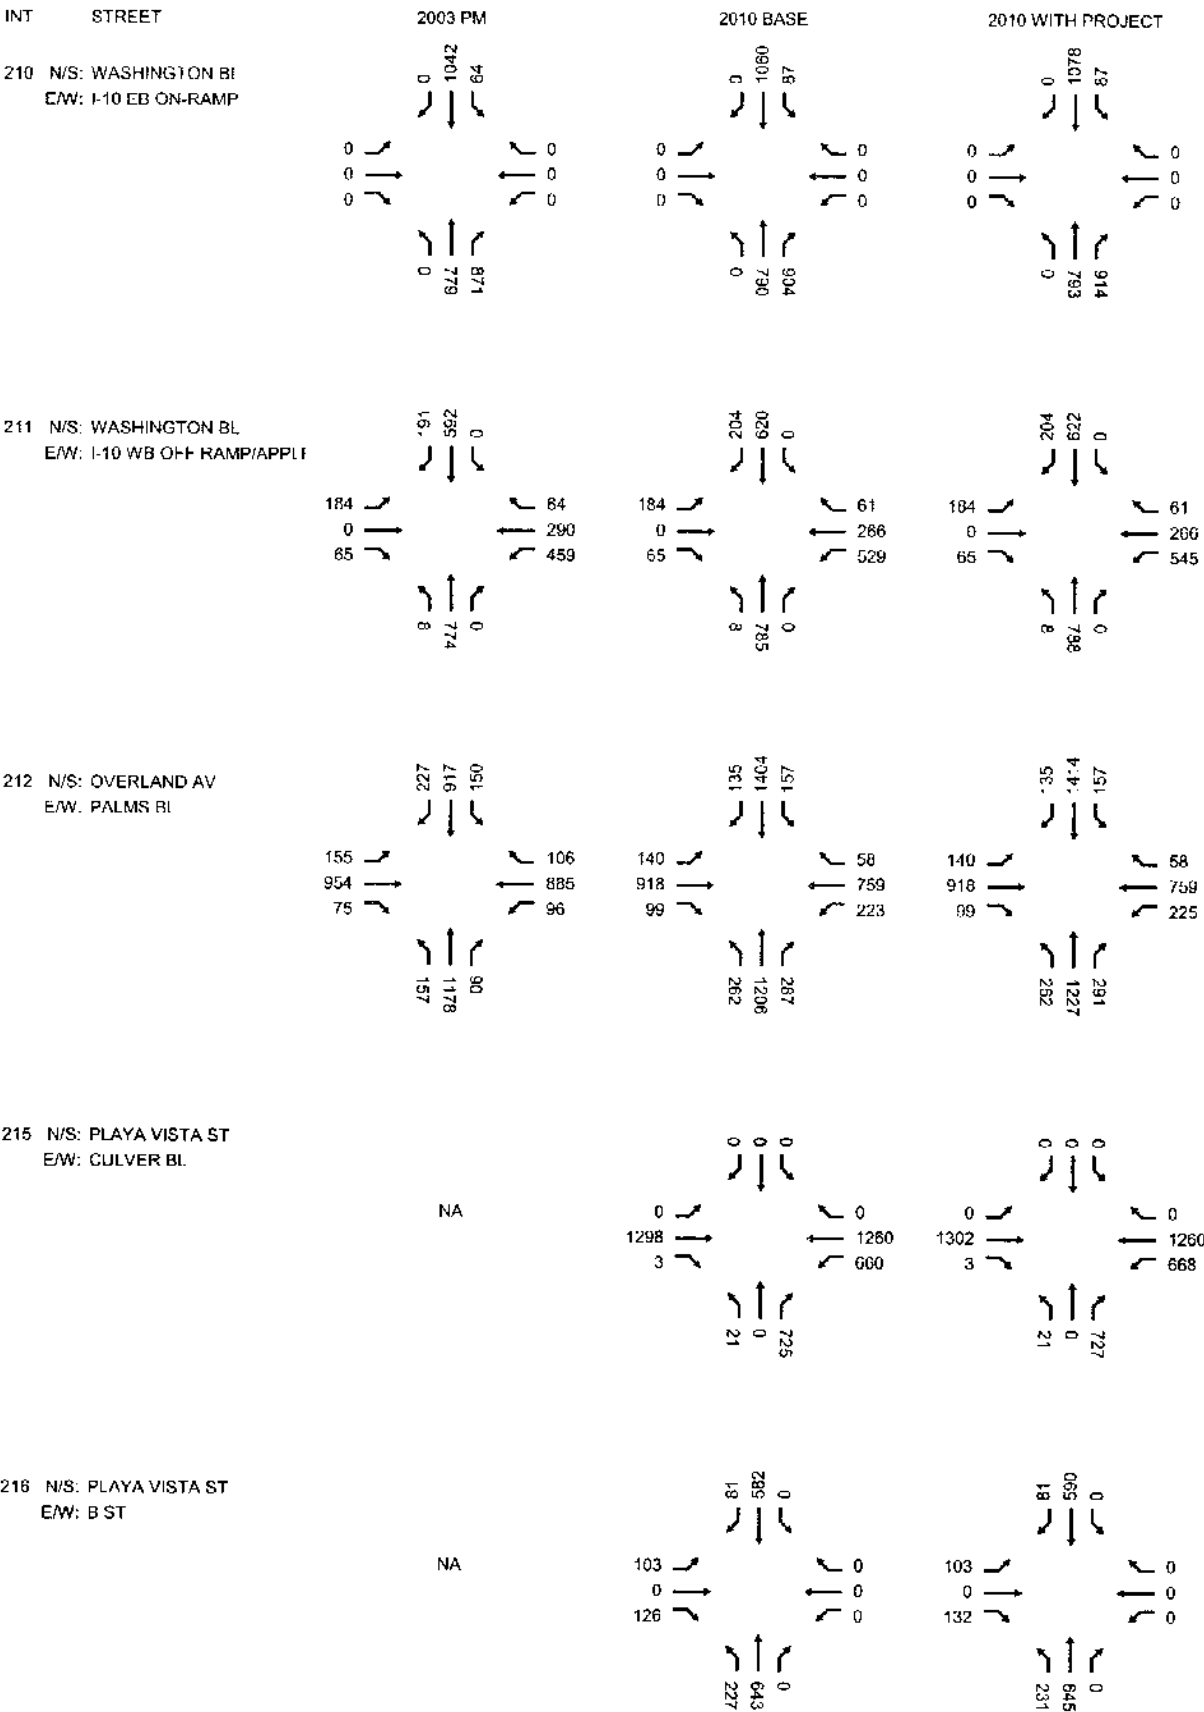 INT STREET 2003 PM 2010 BASE 2010 WITH PROJECT
210 N/S: WASHINGTON BL
E/W: I-10 EB ON-RAMP
0 1042 0 1060 0 1078
0 0 0 0 0 0
0 0 0 0 0 0
0 0 0 0 0 0
0 779 871 0 790 904 0 793 914
211 N/S: WASHINGTON BL
E/W: I-10 WB OFF RAMP/APPLE
592 0 204 620 0 204 622 0
184 64 184 61 184 61
0 290 0 266 0 266
65 459 65 529 65 545
8 774 0 8 785 0 8 788 0
212 N/S: OVERLAND AV
E/W: PALMS BL
227 917 150 135 1404 157 135 1414 157
155 106 140 58 140 58
954 885 918 759 918 759
75 96 99 223 99 225
157 1178 90 262 1206 287 262 1227 291
215 N/S: PLAYA VISTA ST
E/W: CULVER BL
0 0 0 0 0 0
NA
0 0 0 0
1298 1260 1302 1260
3 660 3 668
21 0 725 21 0 727
216 N/S: PLAYA VISTA ST
E/W: B ST
81 582 0 81 590 0
NA
103 0 103 0
0 0 0 0
126 0 132 0
227 643 0 231 645 0